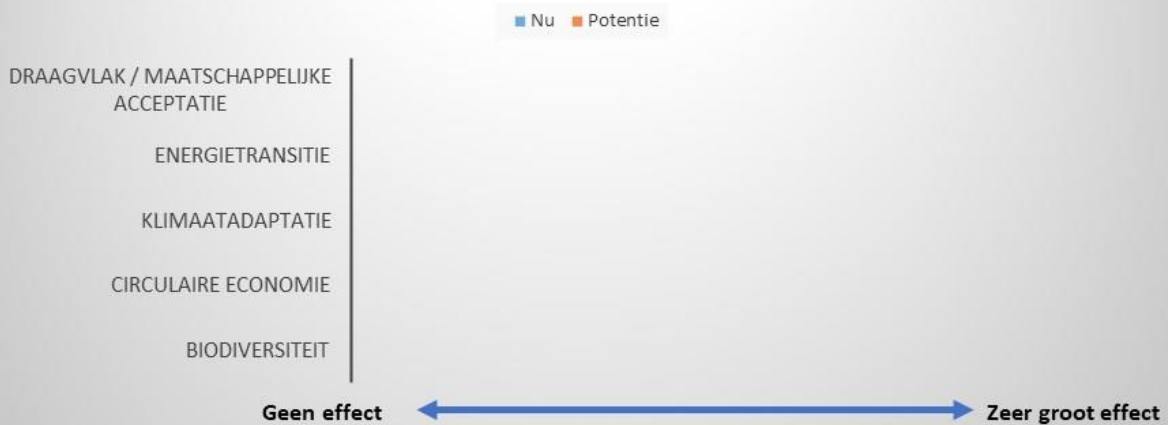 Nu Potentie
DRAAGVLAK / MAATSCHAPPELIJKE
ACCEPTATIE
ENERGIETRANSITIE
KLIMAATADAPTATIE
CIRCULAIRE ECONOMIE
BIODIVERSITEIT
Geen effect Zeer groot effect